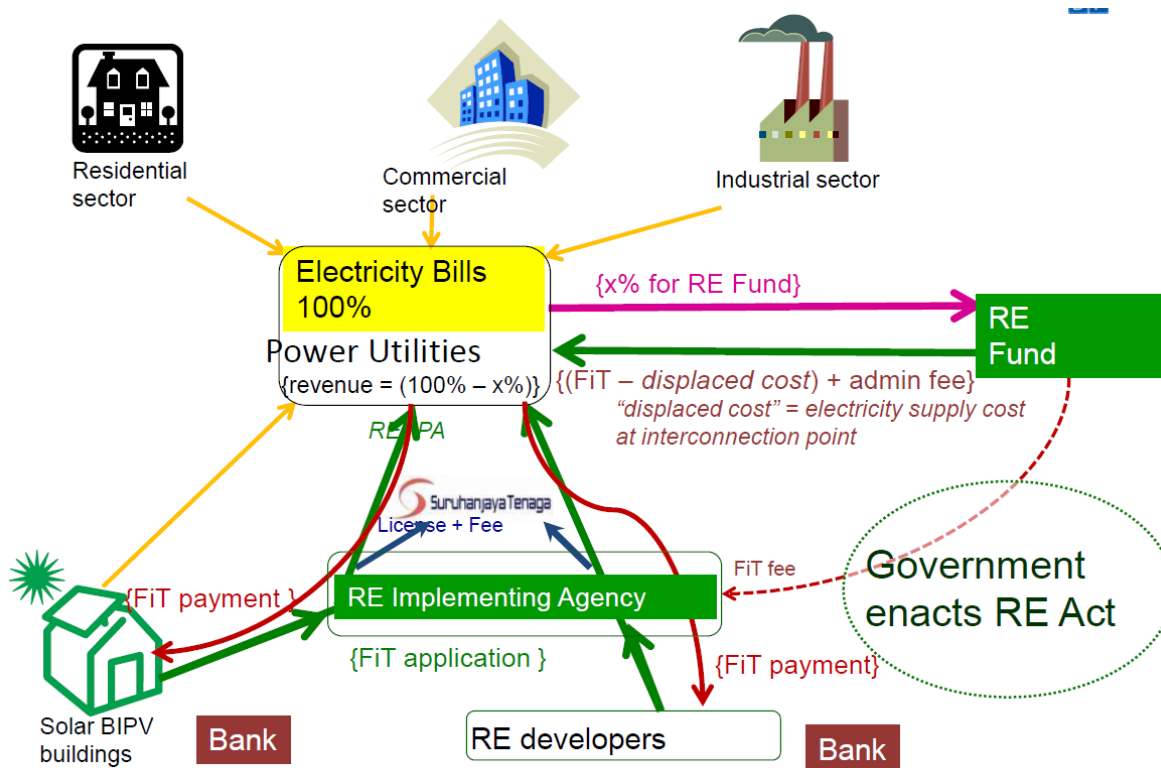 Residential
sector
Commercial
sector
Industrial sector
Electricity Bills
100%
{x% for RE Fund}
RE
Fund
Power Utilities
{revenue = (100% – x%)}
{(FiT – displaced cost) + admin fee}
“displaced cost” = electricity supply cost
at interconnection point
SuruhanjayaTenaga
License + Fee
FiT fee
Government
enacts RE Act
{FiT payment }
RE Implementing Agency
{FiT application }
{FiT payment}
Solar BIPV
buildings
Bank
RE developers
Bank